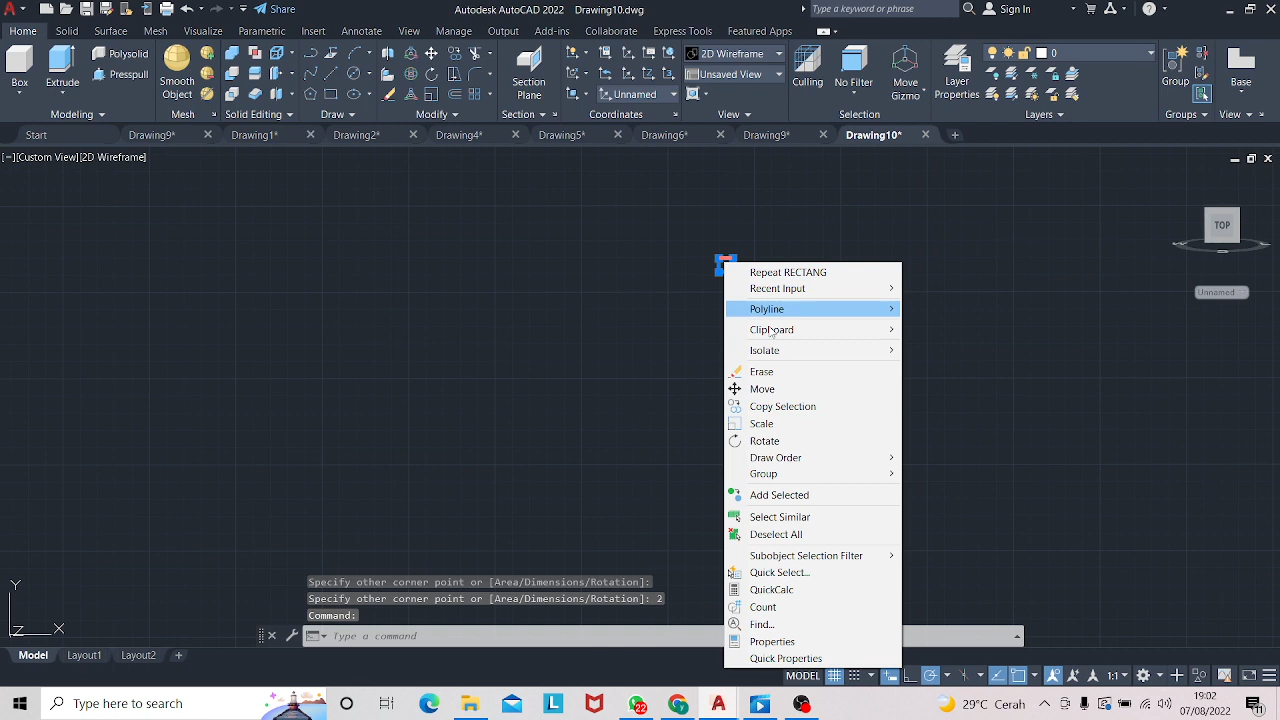 Share
Autodesk AutoCAD 2022 Drawing10.dwg
Type a keyword or phrase
Sign In
Home Solid Surface Mesh Visualize Parametric Insert Annotate View Manage Output Add-ins Collaborate Express Tools
Box
Extrude
Polysolid
Presspull
Smooth
Object
Section
Plane
2D Wireframe
Unsaved View
Unnamed
Culling
No Filter
Move
Gizmo
Layer
Properties
0
Group
Base
Modeling
Mesh
Solid Editing
Draw
Modify
Section
Coordinates
View
Selection
Layers
Groups
View
Start Drawing9* Drawing1* Drawing2* Drawing4* Drawing5* Drawing6* Drawing9* Drawing10*
[−][Custom View][2D Wireframe]
TOP
Unnamed
Repeat RECTANG
Recent Input
Polyline
Clipboard
Isolate
Erase
Move
Copy Selection
Scale
Rotate
Draw Order
Group
Add Selected
Select Similar
Deselect All
Subobject Selection Filter
Quick Select...
QuickCalc
Count
Find...
Properties
Quick Properties
Y
X
Z
Specify other corner point or [Area/Dimensions/Rotation]:
Specify other corner point or [Area/Dimensions/Rotation]: 2
Command:
Type a command
Model Layout1 Layout2
MODEL
1:1
Type here to search
22
29°C Cerah
19:02
07/08/2022
11